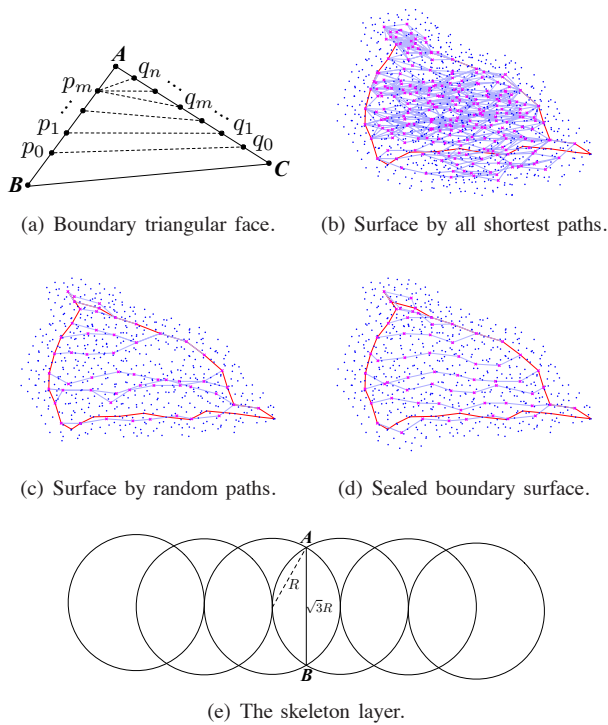 A
p_m
q_n
q_m
p_1
q_1
p_0
q_0
B
C
(a) Boundary triangular face.
(b) Surface by all shortest paths.
(c) Surface by random paths.
(d) Sealed boundary surface.
A
R
√3R
B
(e) The skeleton layer.